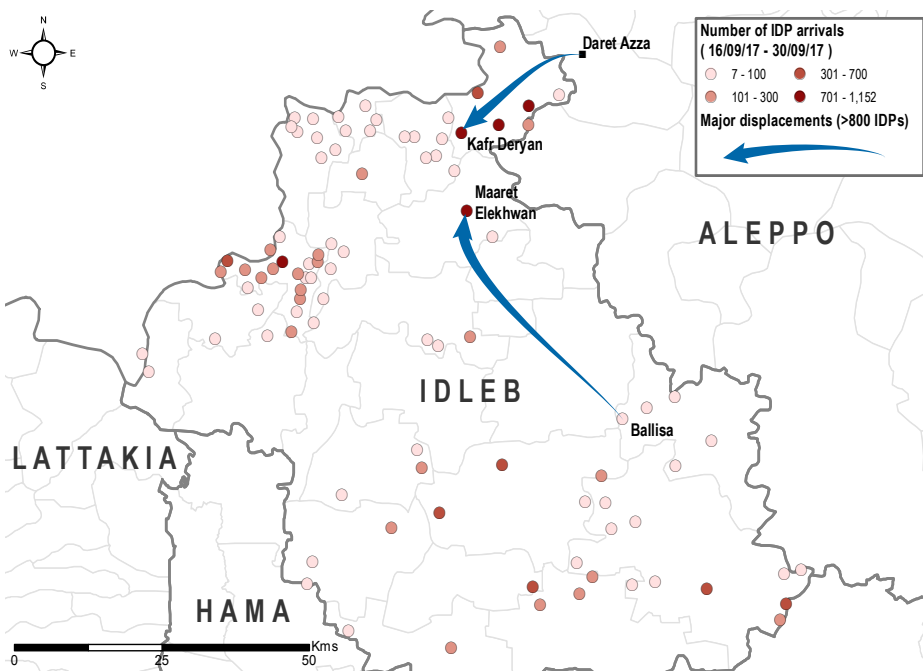 N
W E
S
Number of IDP arrivals
( 16/09/17 - 30/09/17 )
7 - 100
301 - 700
101 - 300
701 - 1,152
Major displacements (>800 IDPs)
Daret Azza
Kafr Deryan
Maaret
Elekhwan
ALEPPO
IDLEB
Ballisa
LATTAKIA
HAMA
Kms
25
50